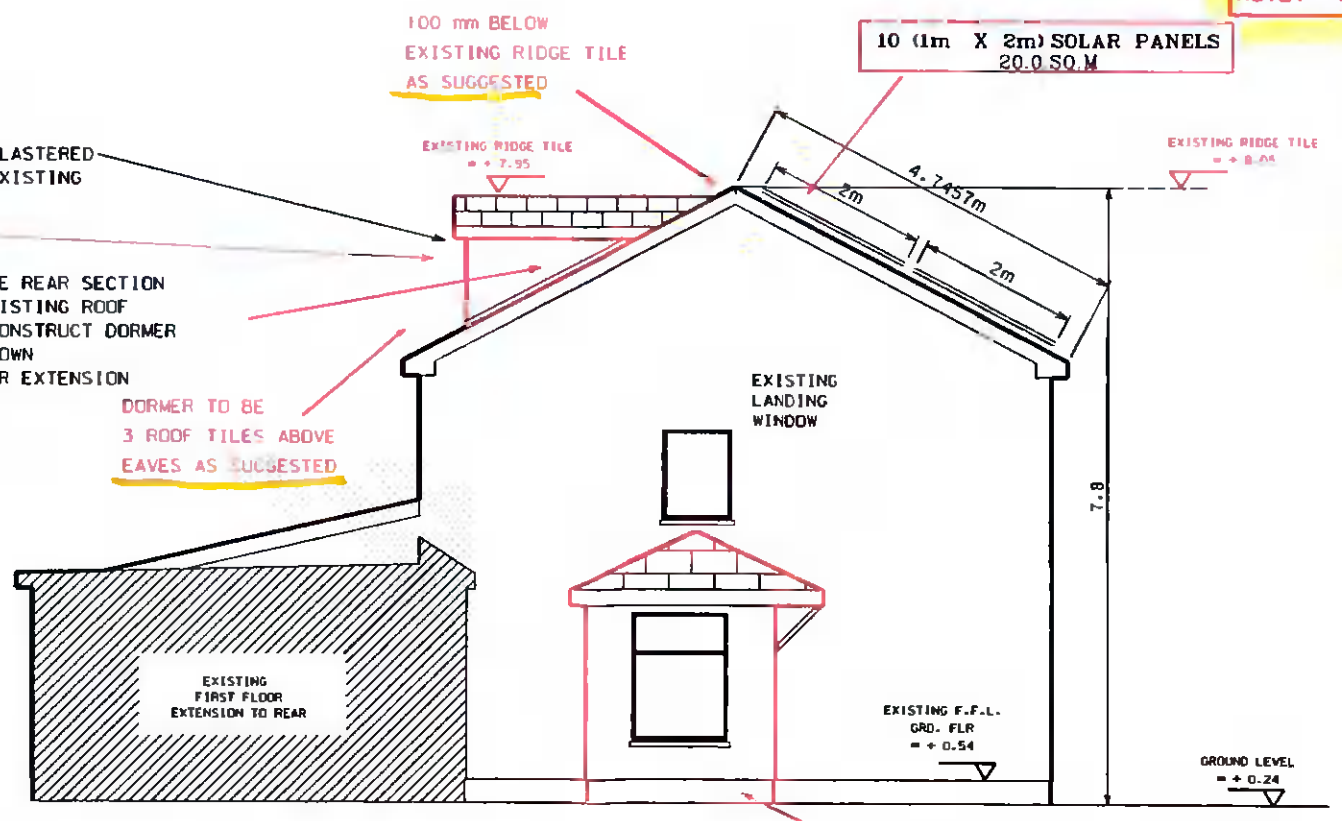 100 mm BELOW
EXISTING RIDGE TILE
AS SUGGESTED
10 (1m X 2m) SOLAR PANELS
20.0 SQ.M
LASTERED
XISTING
EXISTING RIDGE TILE
= + 7.95
EXISTING RIDGE TILE
= + 8.05
4.7457m
2m
2m
E REAR SECTION
ISTING ROOF
ONSTRUCT DORMER
OWN
R EXTENSION
DORMER TO BE
3 ROOF TILES ABOVE
EAVES AS SUGGESTED
EXISTING
LANDING
WINDOW
7.8
EXISTING
FIRST FLOOR
EXTENSION TO REAR
EXISTING F.F.L.
GRD. FLR
= + 0.54
GROUND LEVEL
= + 0.24